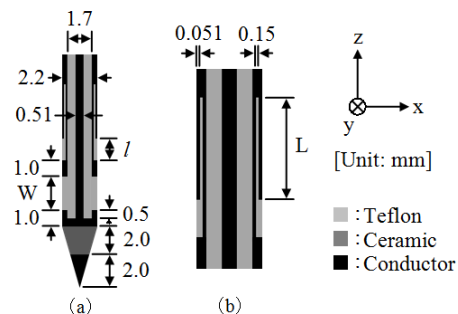 1.7
2.2
0.51
l
1.0
W
1.0
0.5
2.0
2.0
(a)
0.051 0.15
L
(b)
z
y
x
[Unit: mm]
:Teflon
:Ceramic
:Conductor